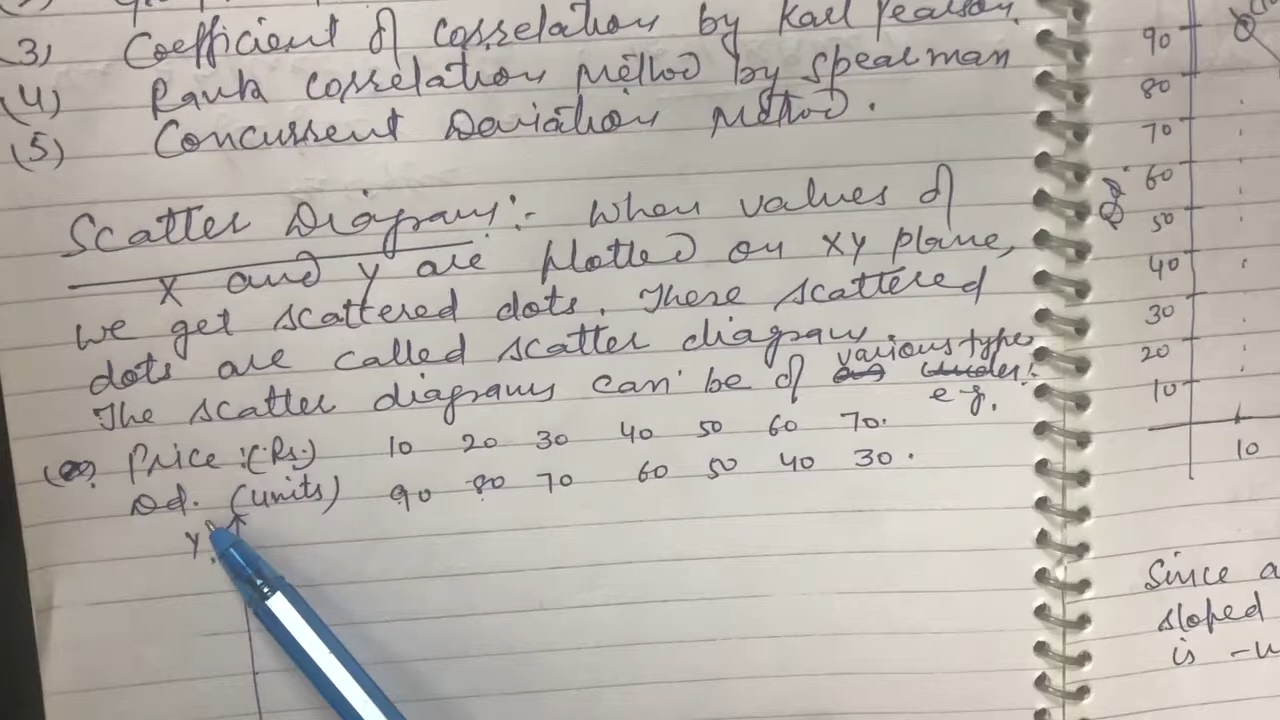 3) Coefficient of correlation by Karl Pearson.
(4) Rank correlation Method by Spearman
(5) Concurrent Deviation Method.
Scatter Diagram:- When values of
X and Y are plotted on XY plane,
we get scattered dots. These scattered
dots are called scatter diagram
The scatter diagrams can be of various types
e.g.
Price (Rs.) 10 20 30 40 50 60 70.
Dd. (units) 90 80 70 60 50 40 30.
Y
90
80
70
Dd.
60
50
40
30
20
10
10
Since a
sloped
is -v